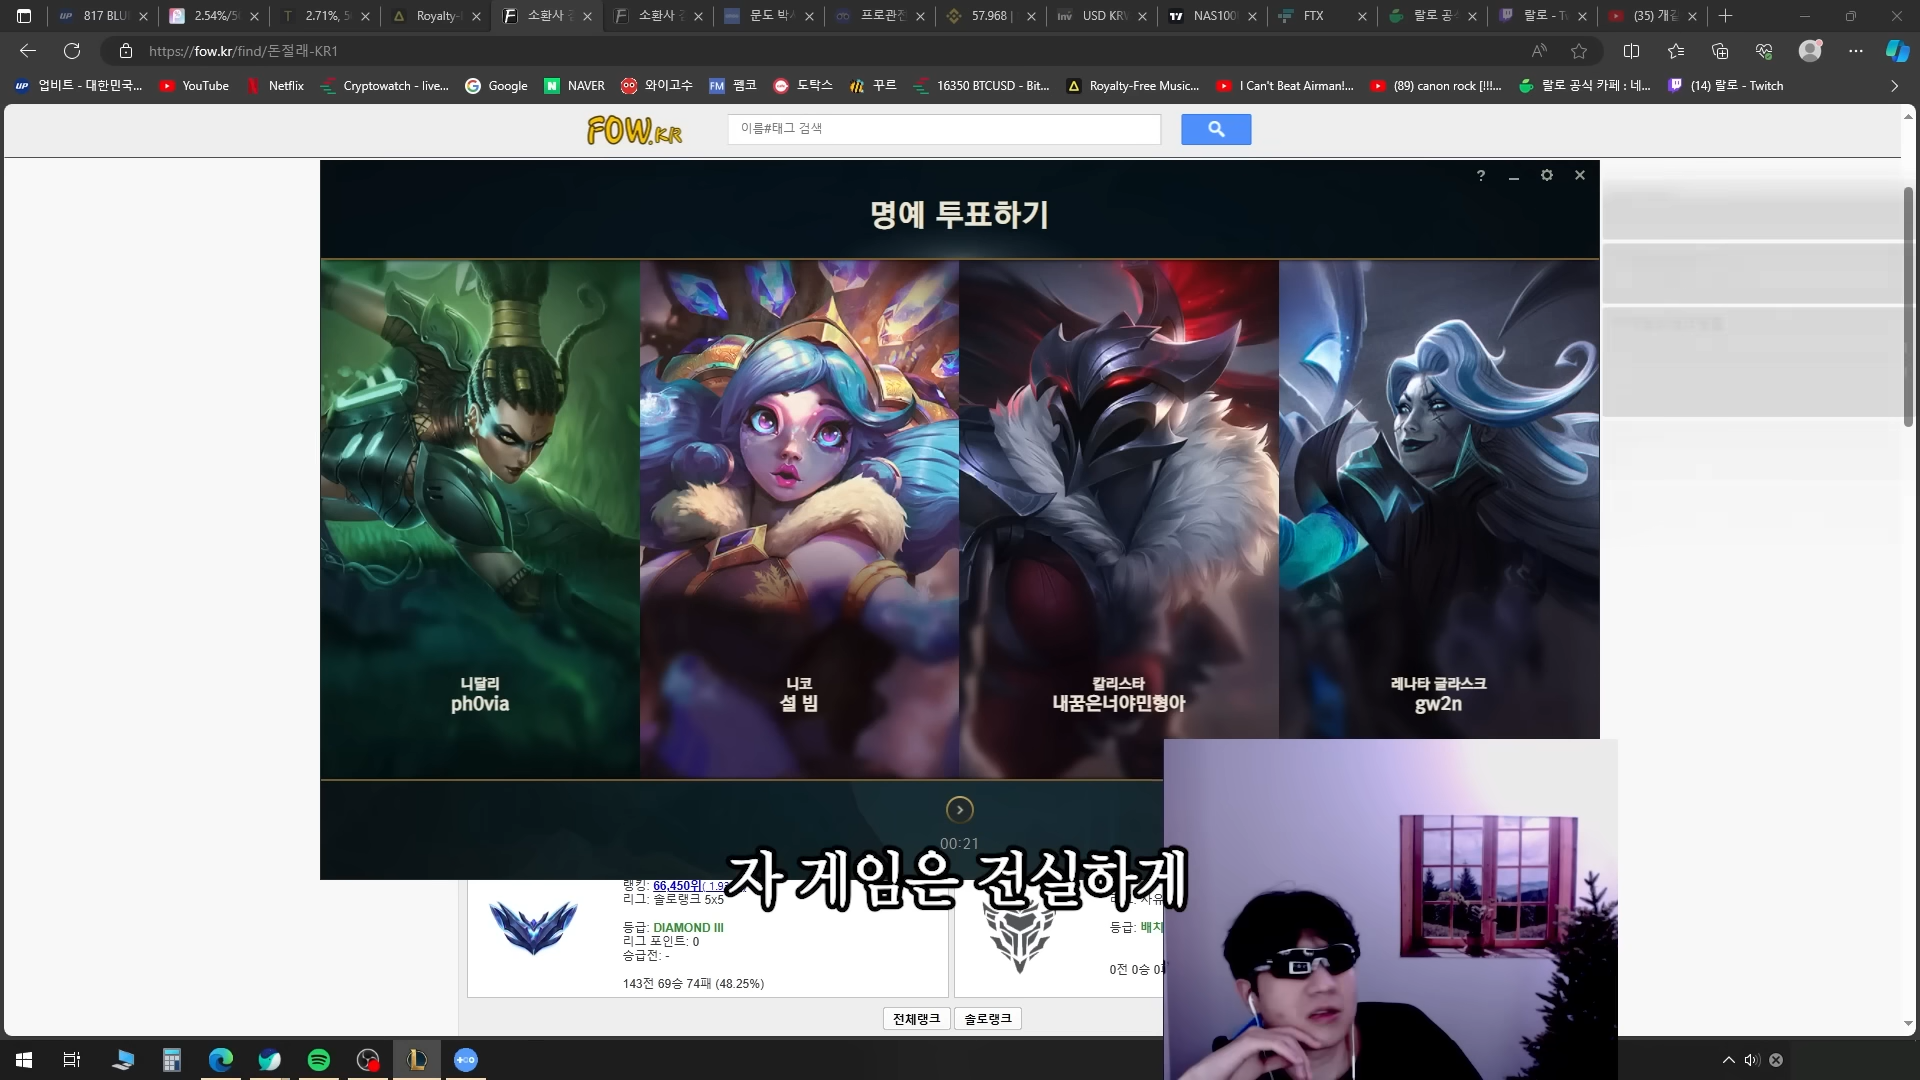 817 BLU
2.54%/5
2.71%, 5
Royalty-
소환사
소환사
문도 박
프로관전
57.968 |
USD KRW
NAS100
FTX
랄로 공식
랄로 - Tw
(35) 개
https://fow.kr/find/돈절래-KR1
업비트 - 대한민국...
YouTube
Netflix
Cryptowatch - live...
Google
NAVER
와이고수
펨코
도탁스
꾸르
16350 BTCUSD - Bit...
Royalty-Free Music...
I Can't Beat Airman!...
(89) canon rock [!!!...
랄로 공식 카페 : 네...
(14) 랄로 - Twitch
FOW.KR
이름#태그 검색
명예 투표하기
니달리
ph0via
니코
설 빔
칼리스타
내꿈은너야민형아
레나타 글라스크
gw2n
00:21
자 게임은 건실하게
랭킹: 66,450위
리그: 솔로랭크 5x5
등급: DIAMOND III
리그 포인트: 0
승급전: -
143전 69승 74패 (48.25%)
등급: 배치
0전 0승
전체랭크
솔로랭크